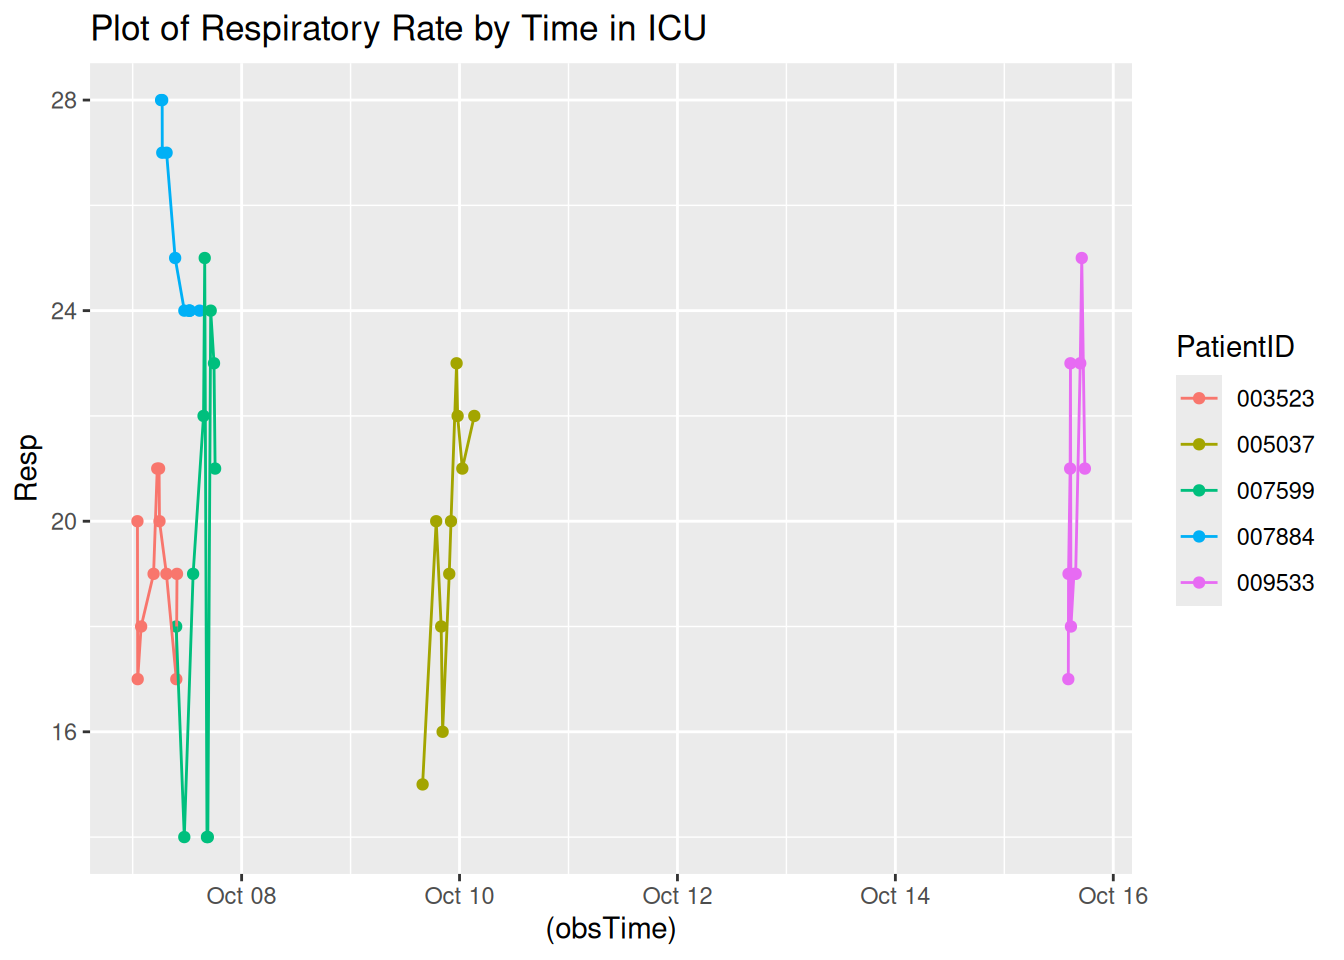 Plot of Respiratory Rate by Time in ICU
28
24
20
16
Resp
Oct 08
Oct 10
Oct 12
Oct 14
Oct 16
(obsTime)
PatientID
003523
005037
007599
007884
009533